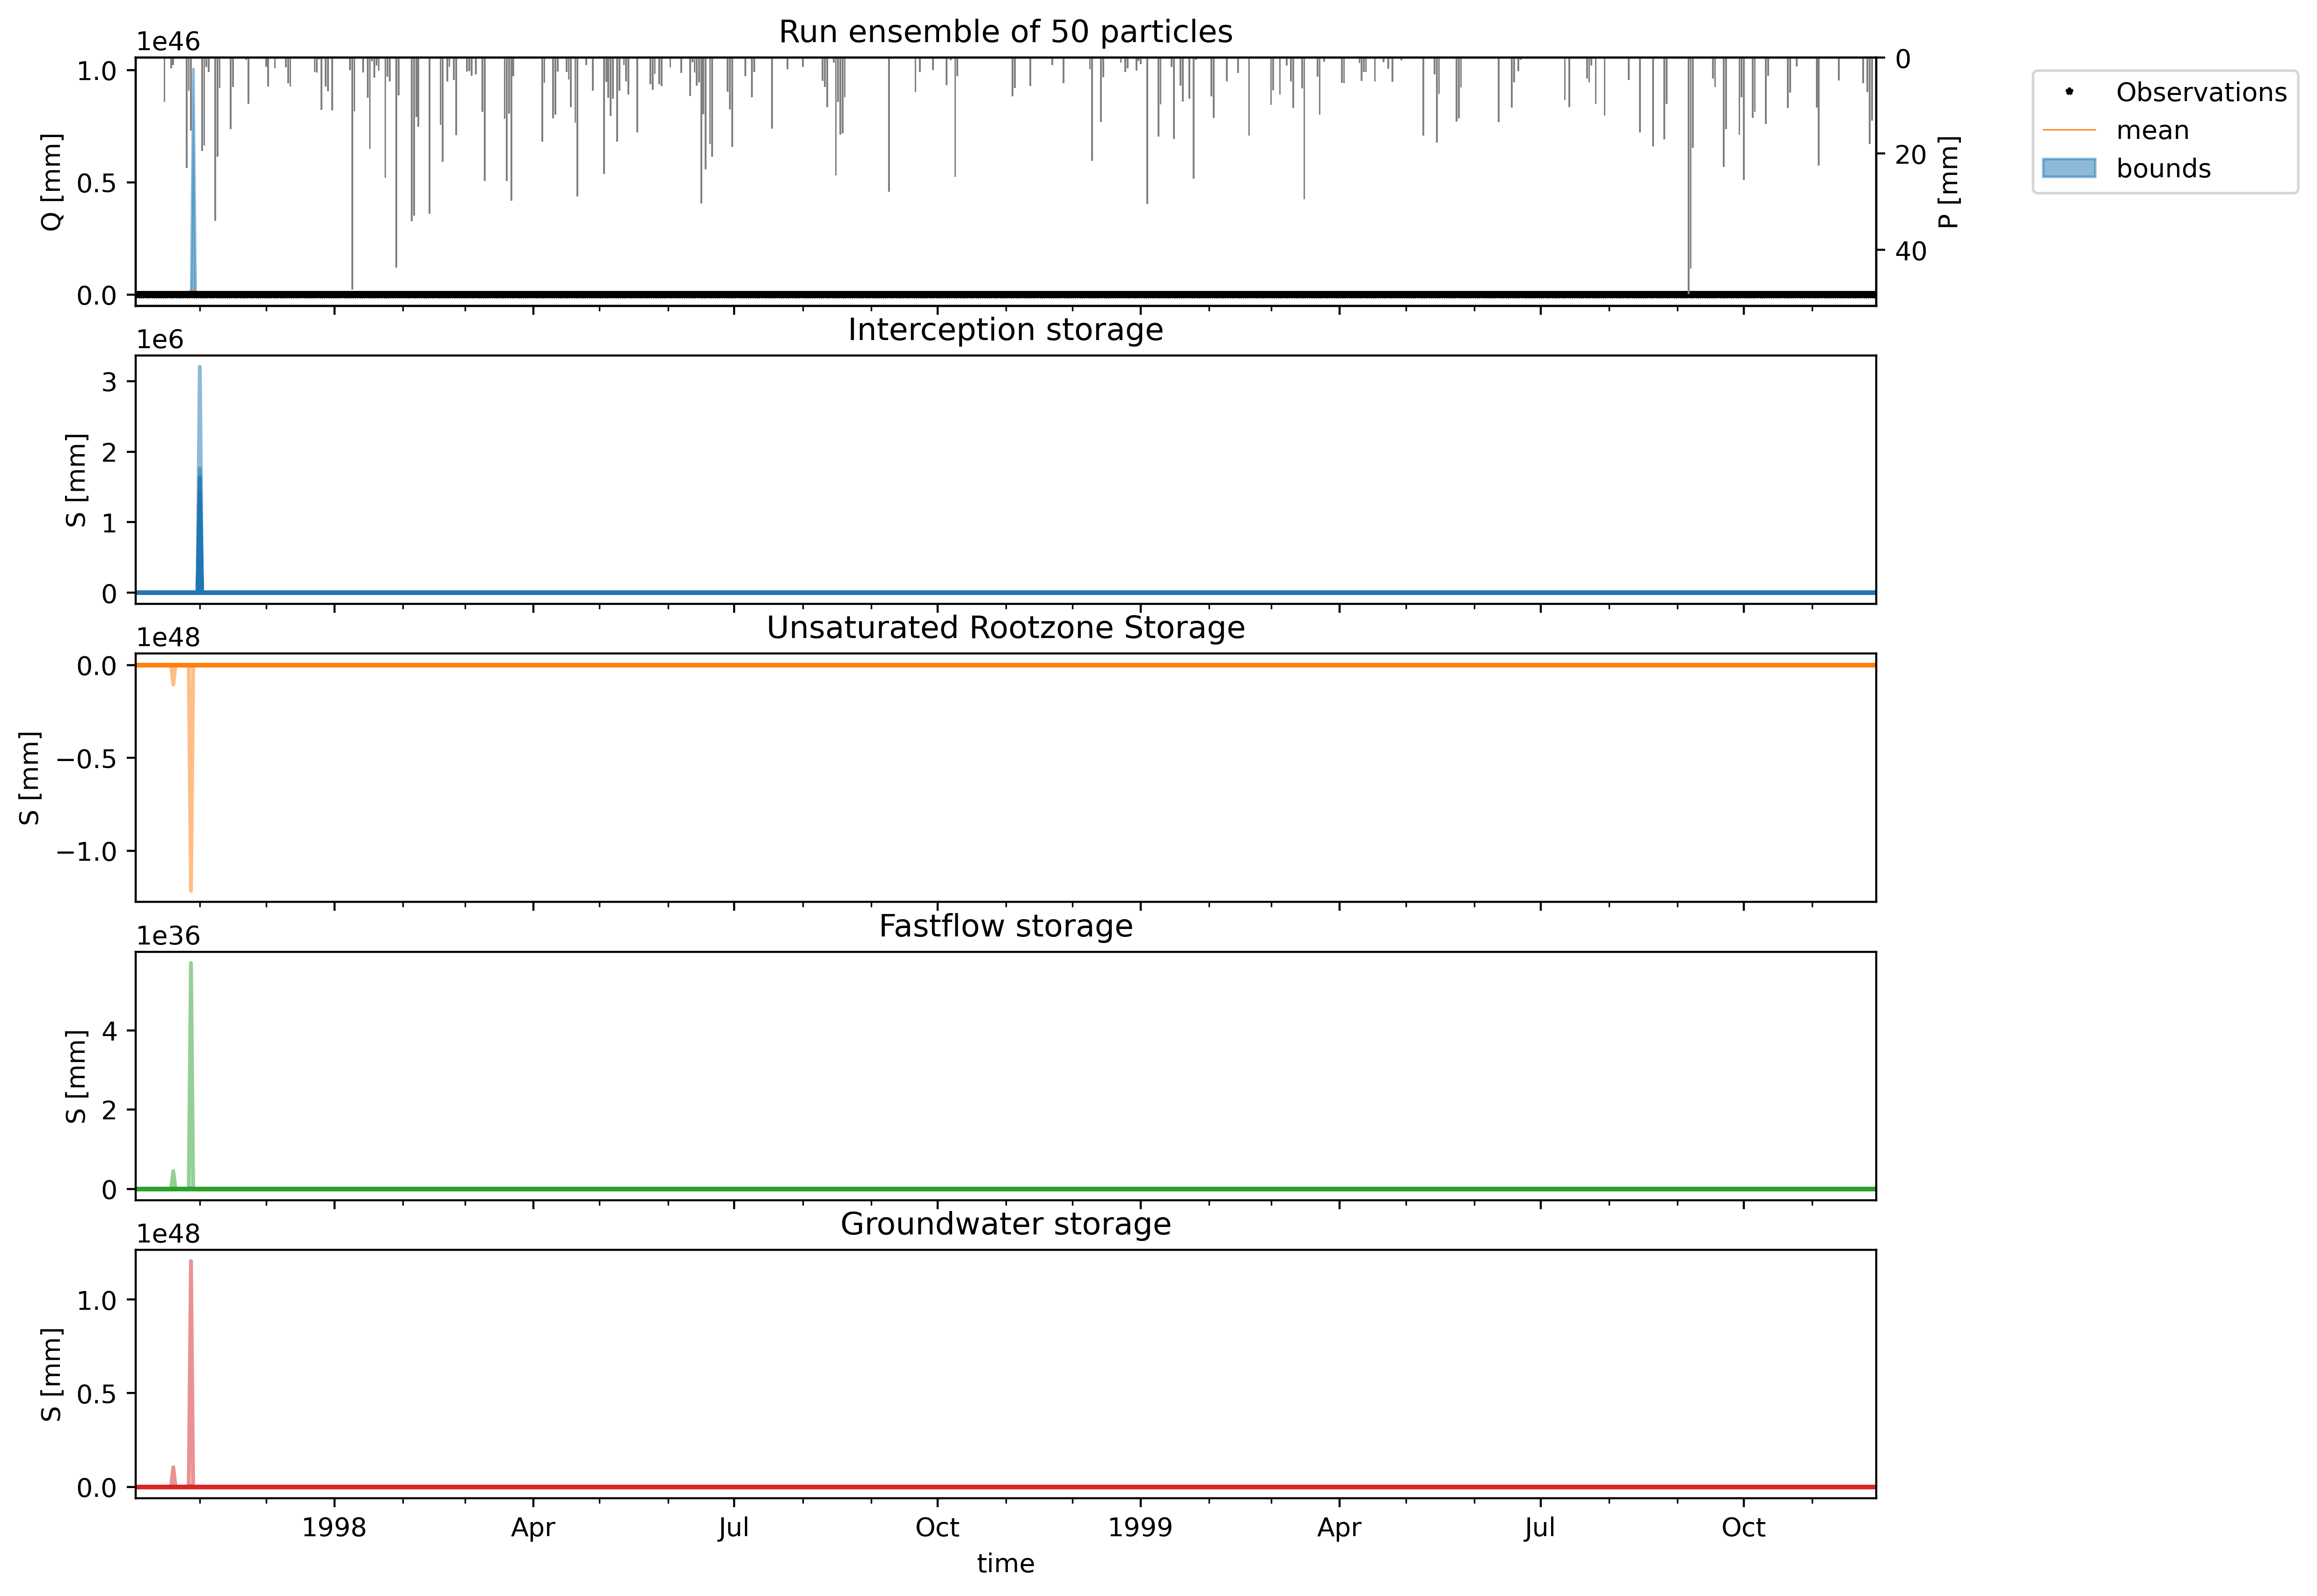 Run ensemble of 50 particles
1e46
1.0
0.5
0.0
Q [mm]
0
20
40
P [mm]
Observations
mean
bounds
Interception storage
1e6
3
2
1
0
S [mm]
Unsaturated Rootzone Storage
1e48
0.0
−0.5
−1.0
S [mm]
Fastflow storage
1e36
4
2
0
S [mm]
Groundwater storage
1e48
1.0
0.5
0.0
S [mm]
1998 Apr Jul Oct 1999 Apr Jul Oct
time